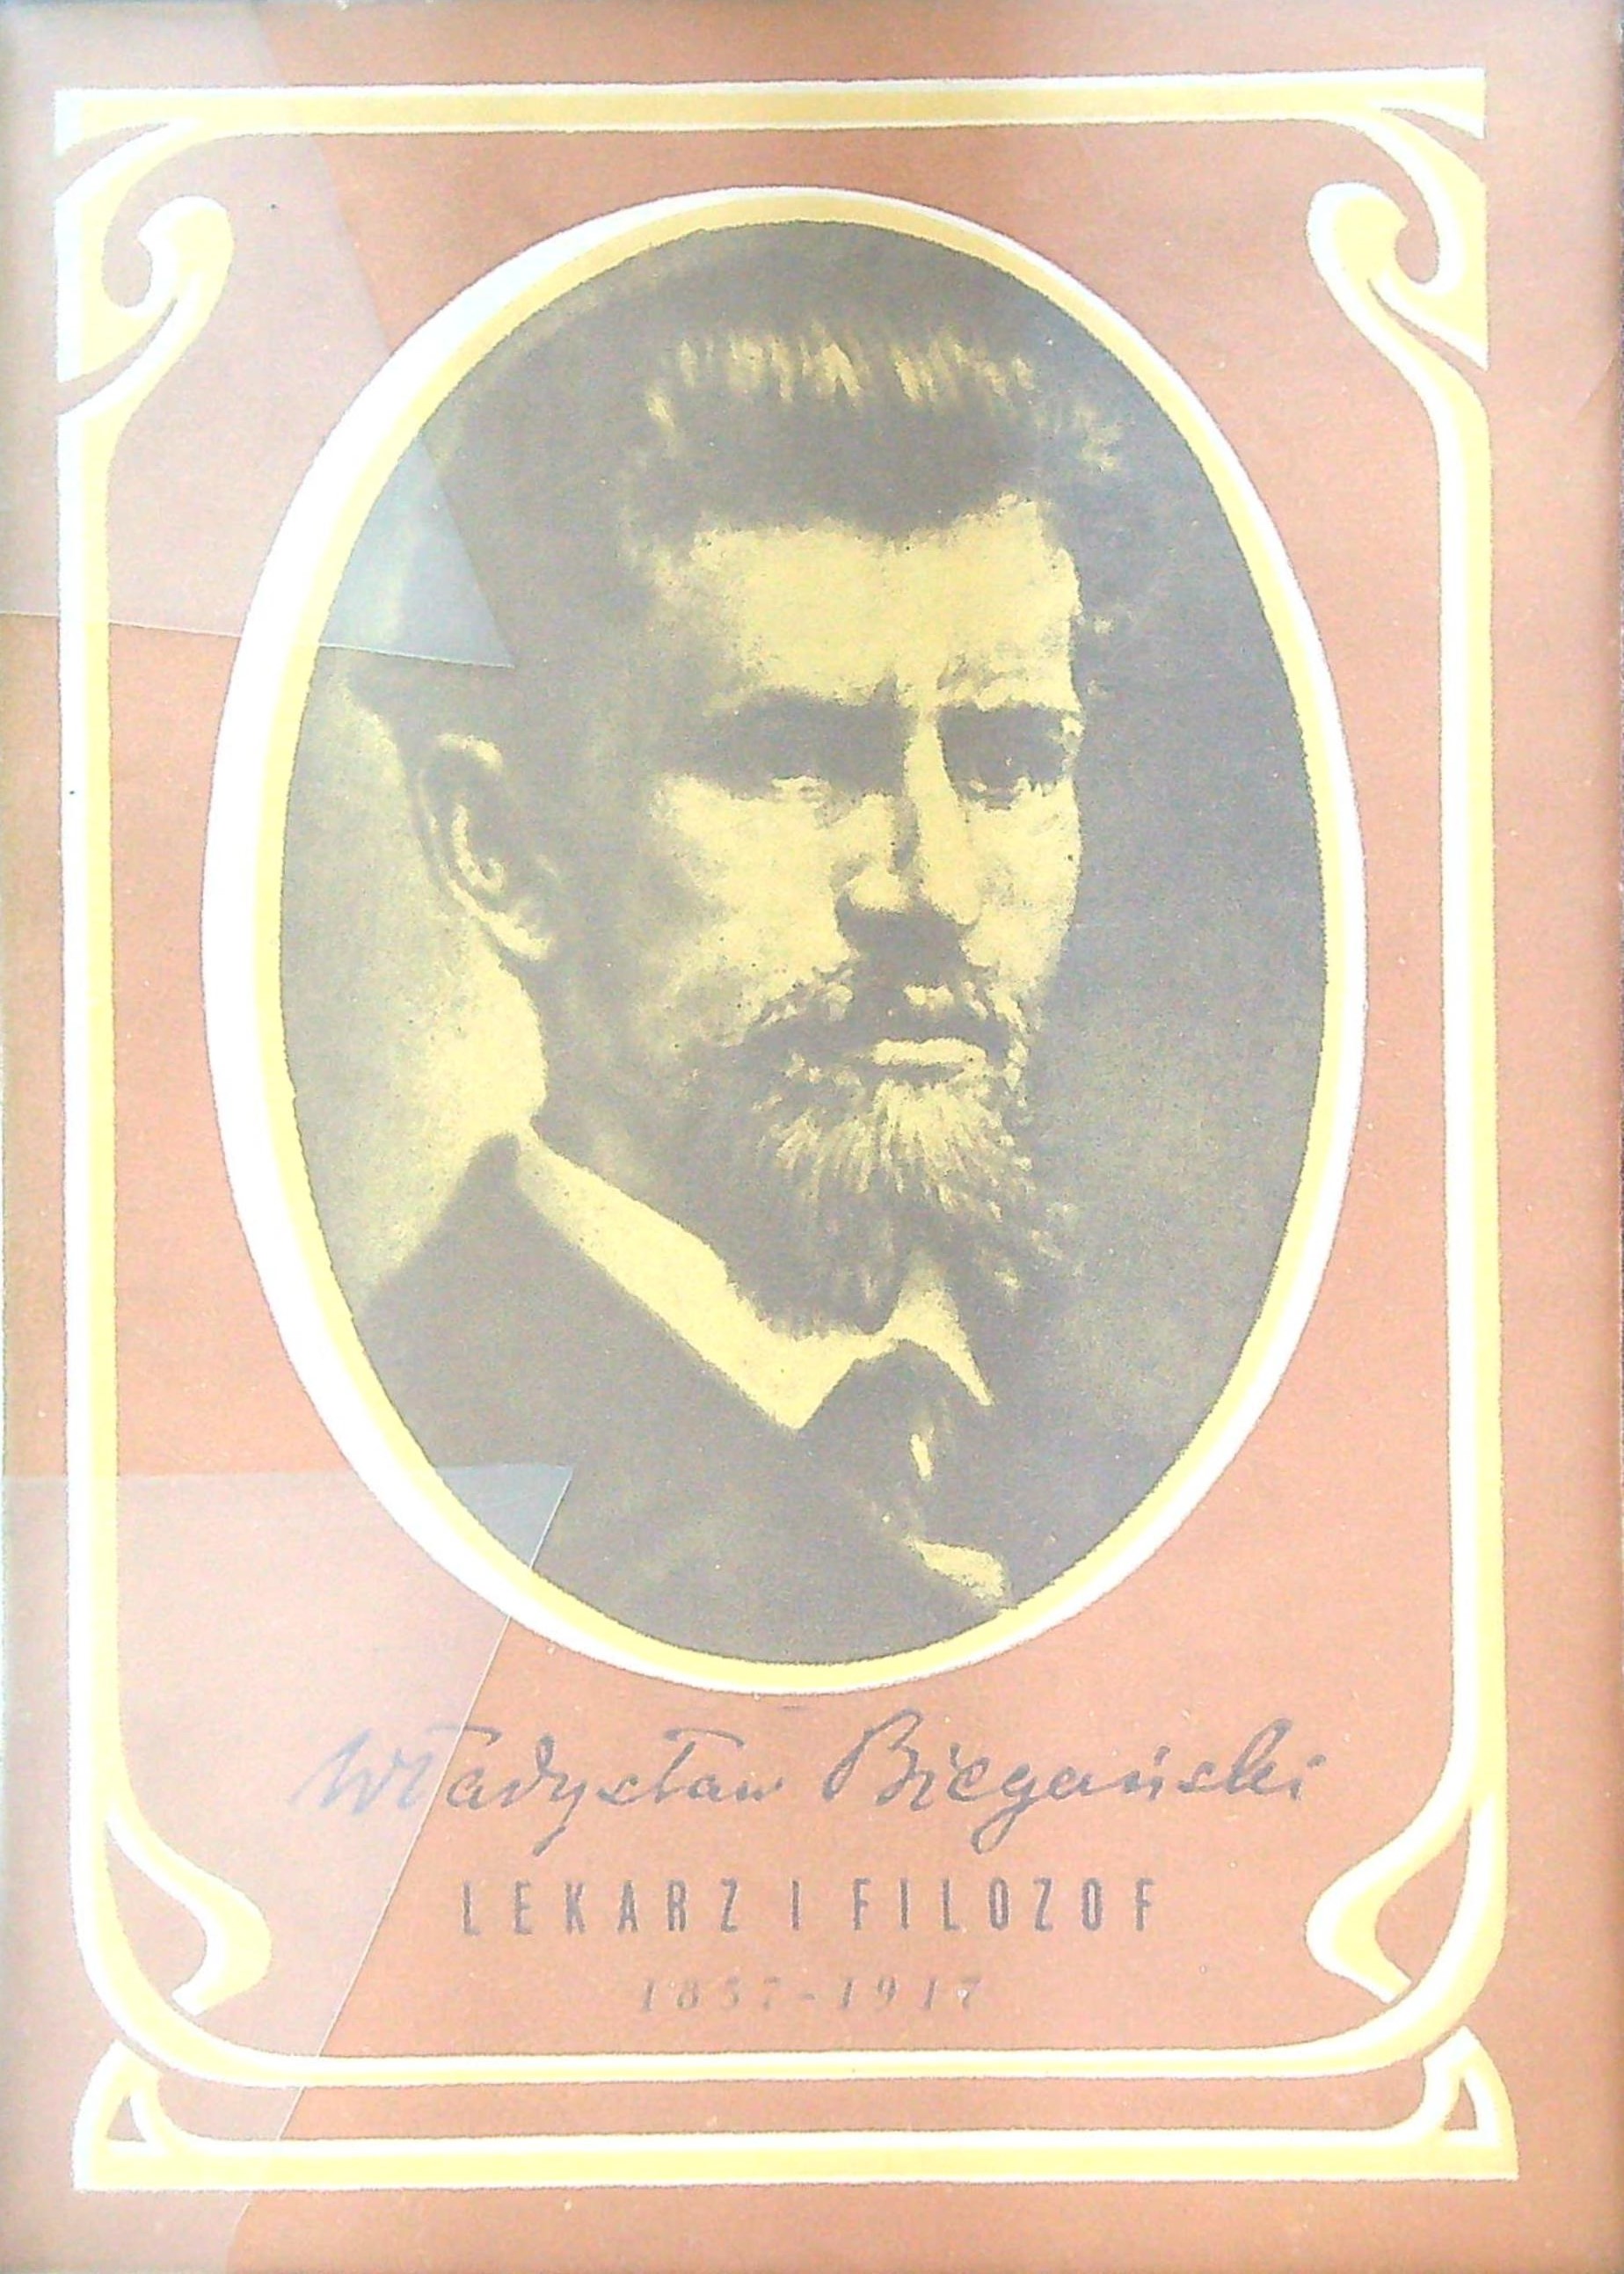 Władysław Biegański
LEKARZ I FILOZOF
1857-1917